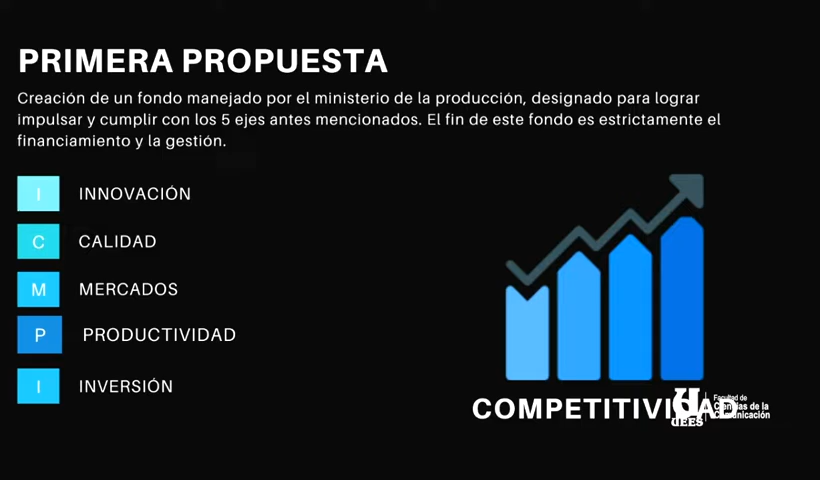 PRIMERA PROPUESTA
Creación de un fondo manejado por el ministerio de la producción, designado para lograr
impulsar y cumplir con los 5 ejes antes mencionados. El fin de este fondo es estrictamente el
financiamiento y la gestión.
I INNOVACIÓN
C CALIDAD
M MERCADOS
P PRODUCTIVIDAD
I INVERSIÓN
COMPETITIVIDAD
UEES
Facultad de
Ciencias de la
Comunicación